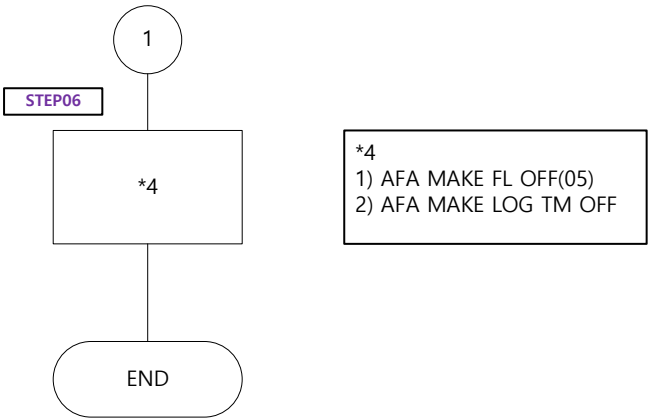 1
STEP06
*4
*4
1) AFA MAKE FL OFF(05)
2) AFA MAKE LOG TM OFF
END